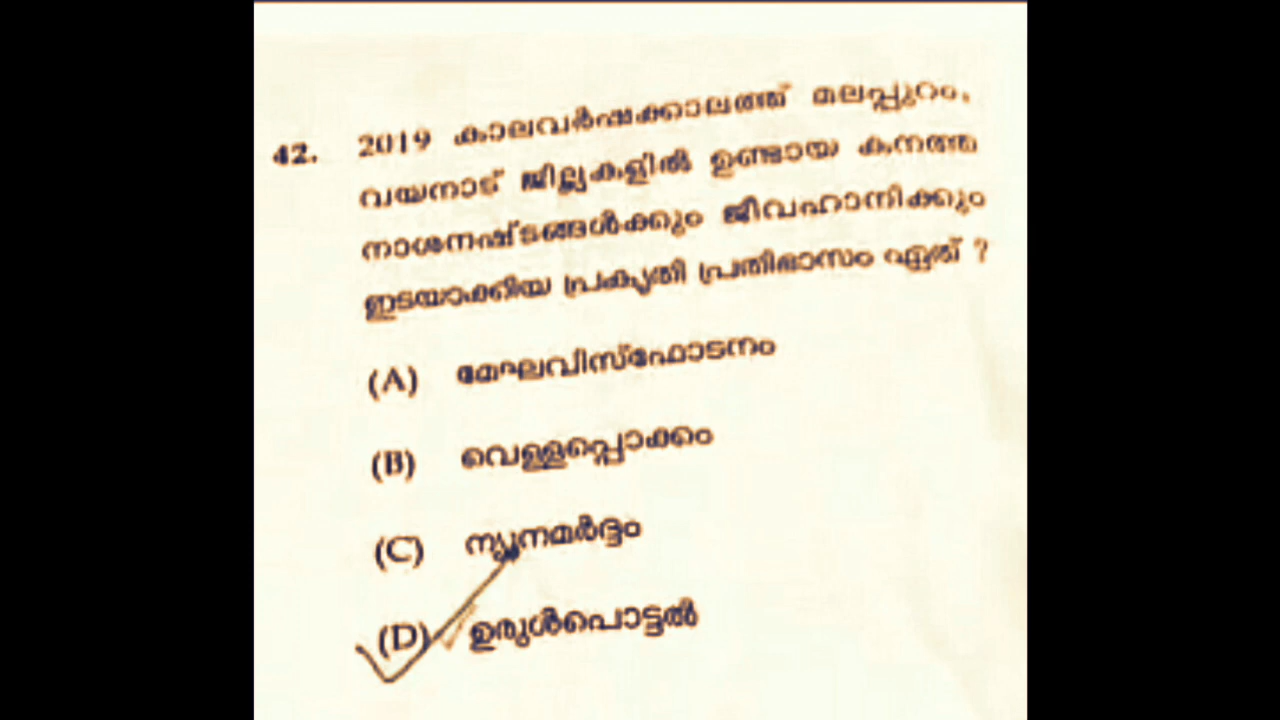 42. 2019 കാലവർഷക്കാലത്ത് മലപ്പുറം,
വയനാട് ജില്ലകളിൽ ഉണ്ടായ കനത്ത
നാശനഷ്ടങ്ങൾക്കും ജീവഹാനിക്കും
ഇടയാക്കിയ പ്രകൃതി പ്രതിഭാസം ഏത് ?
(A) മേഘവിസ്ഫോടനം
(B) വെള്ളപ്പൊക്കം
(C) ന്യൂനമർദ്ദം
(D) ഉരുൾപൊട്ടൽ